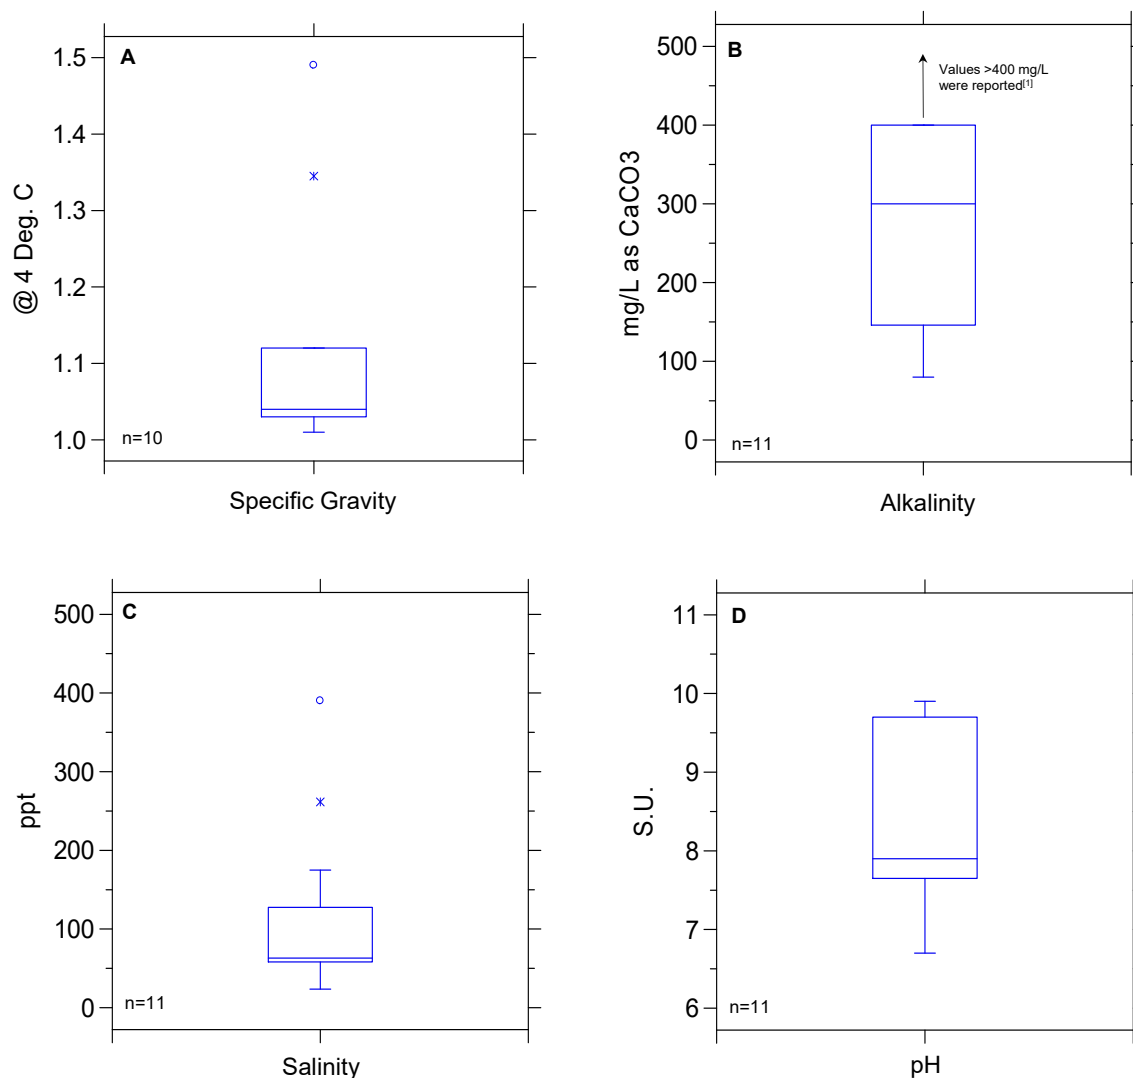 A
1.5
1.4
1.3
1.2
1.1
1.0
@ 4 Deg. C
n=10
Specific Gravity
B
500
400
300
200
100
0
mg/L as CaCO3
Values >400 mg/L
were reported[1]
n=11
Alkalinity
C
500
400
300
200
100
0
ppt
n=11
Salinity
D
11
10
9
8
7
6
S.U.
n=11
pH